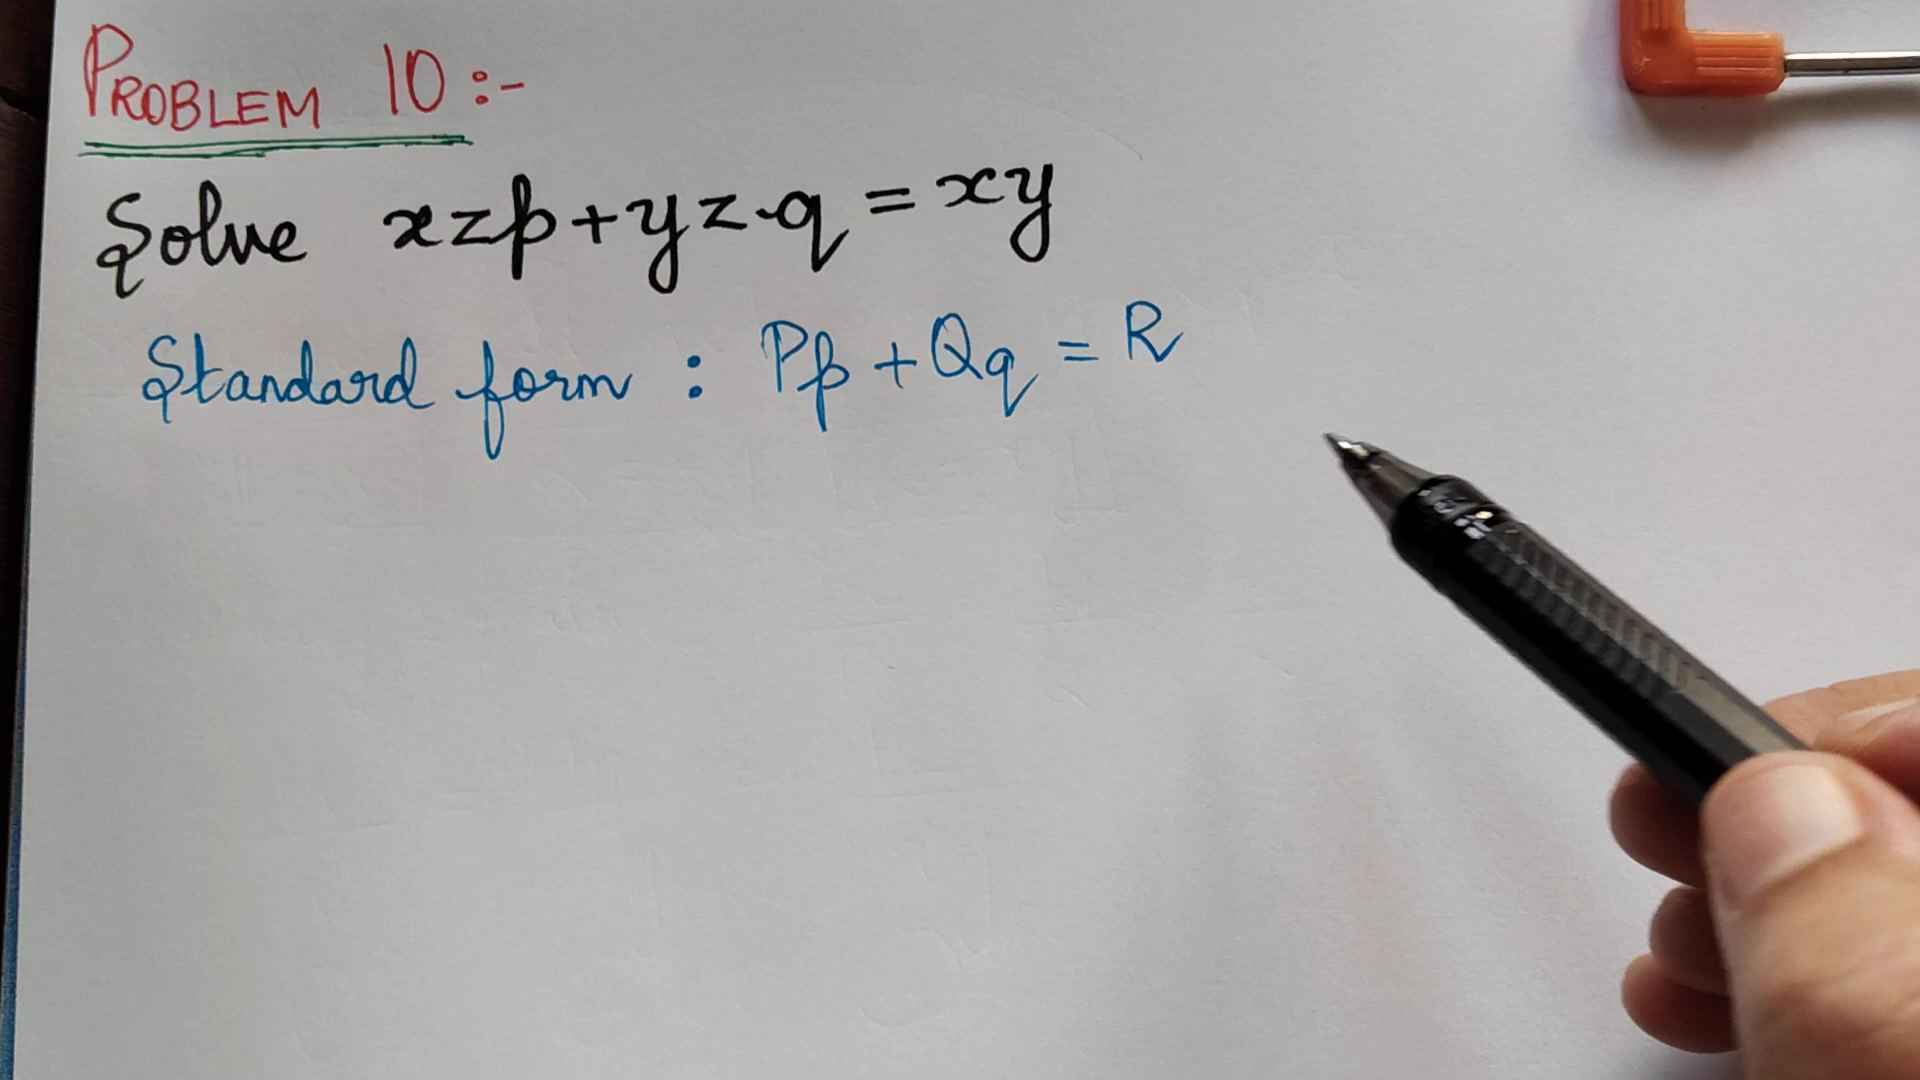 PROBLEM 10:-
Solve xzp+yz.q=xy
Standard form : Pp+Qq=R